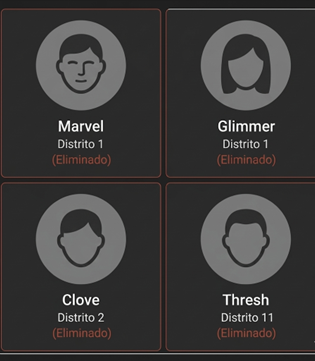 Marvel
Distrito 1
(Eliminado)
Glimmer
Distrito 1
(Eliminado)
Clove
Distrito 2
(Eliminado)
Thresh
Distrito 11
(Eliminado)